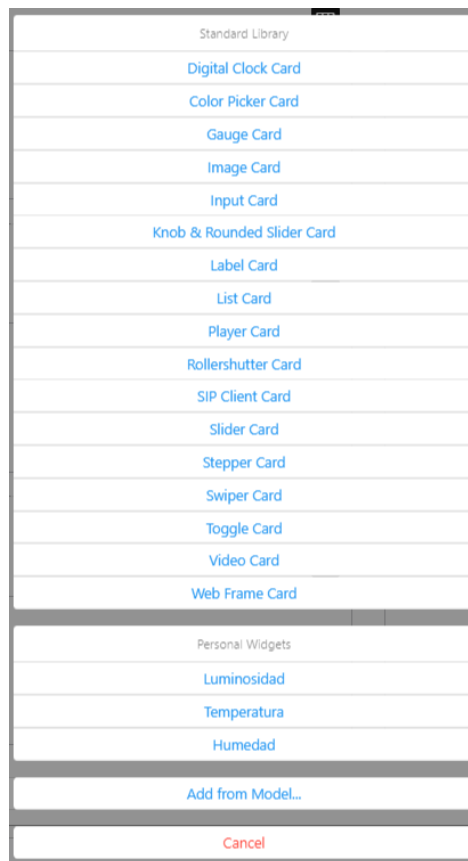 Standard Library
Digital Clock Card
Color Picker Card
Gauge Card
Image Card
Input Card
Knob & Rounded Slider Card
Label Card
List Card
Player Card
Rollershutter Card
SIP Client Card
Slider Card
Stepper Card
Swiper Card
Toggle Card
Video Card
Web Frame Card
Personal Widgets
Luminosidad
Temperatura
Humedad
Add from Model...
Cancel